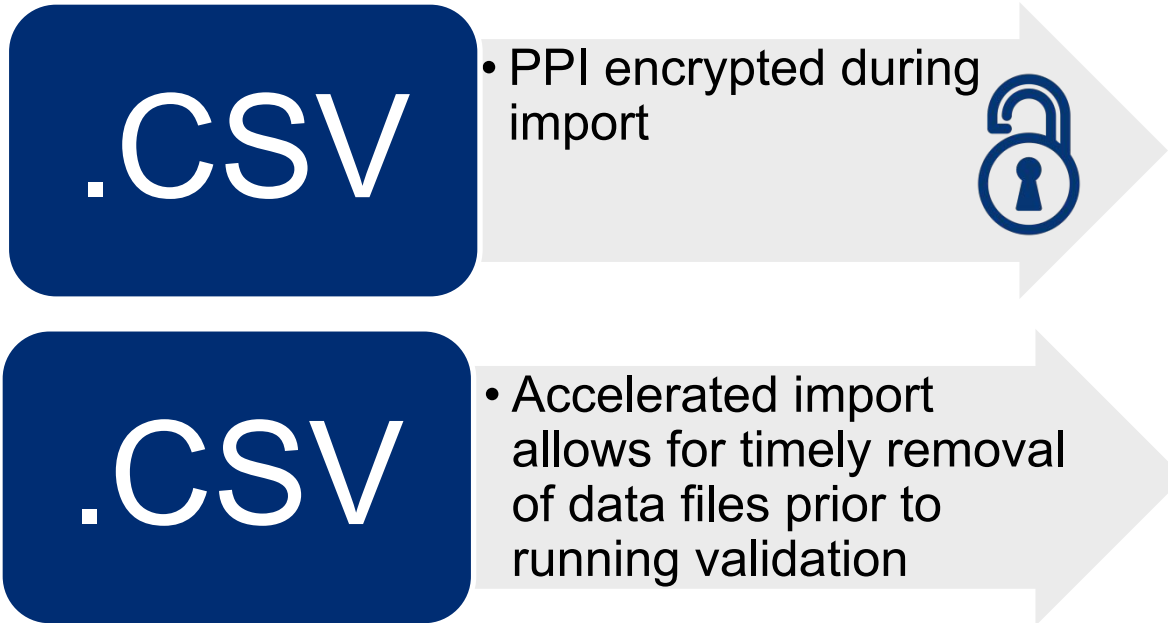 .CSV
• PPI encrypted during
import
.CSV
• Accelerated import
allows for timely removal
of data files prior to
running validation